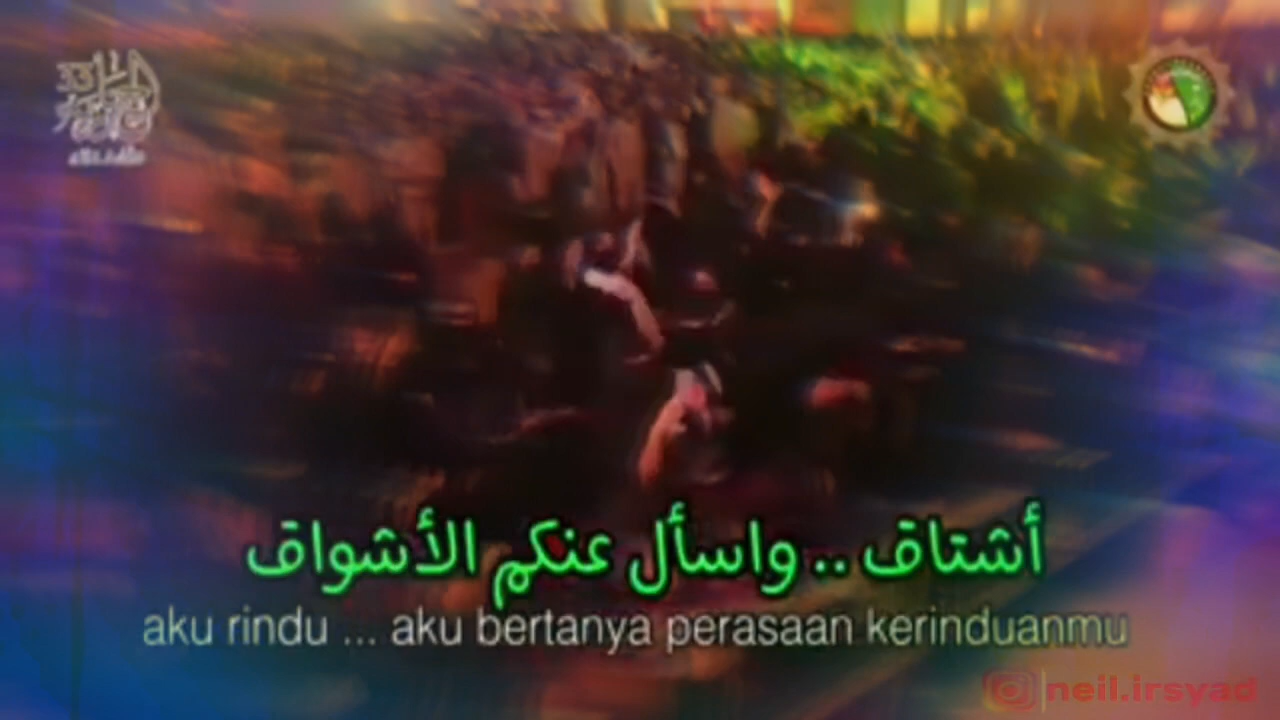 أشتاق .. واسأل عنكم الأشواق
aku rindu ... aku bertanya perasaan kerinduanmu
neil.irsyad